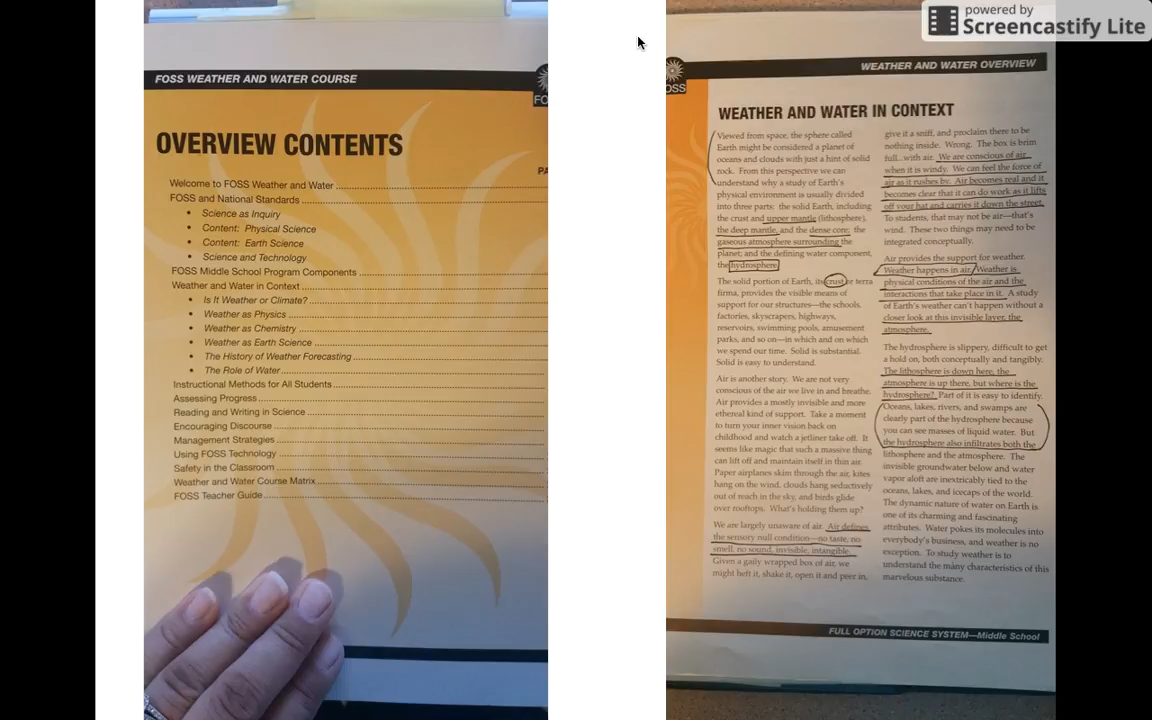 powered by
Screencastify Lite
FOSS WEATHER AND WATER COURSE
FO
OVERVIEW CONTENTS
PA
Welcome to FOSS Weather and Water
FOSS and National Standards
• Science as Inquiry
• Content: Physical Science
• Content: Earth Science
• Science and Technology
FOSS Middle School Program Components
Weather and Water in Context
• Is It Weather or Climate?
• Weather as Physics
• Weather as Chemistry
• Weather as Earth Science
• The History of Weather Forecasting
• The Role of Water
Instructional Methods for All Students
Assessing Progress
Reading and Writing in Science
Encouraging Discourse
Management Strategies
Using FOSS Technology
Safety in the Classroom
Weather and Water Course Matrix
FOSS Teacher Guide
WEATHER AND WATER OVERVIEW
OSS
WEATHER AND WATER IN CONTEXT
Viewed from space, the sphere called
Earth might be considered a planet of
oceans and clouds with just a hint of solid
rock. From this perspective we can
understand why a study of Earth's
physical environment is usually divided
into three parts: the solid Earth, including
the crust and upper mantle (lithosphere),
the deep mantle, and the dense core; the
gaseous atmosphere surrounding the
planet; and the defining water component,
the hydrosphere.
The solid portion of Earth, its crust or terra
firma, provides the visible means of
support for our structures—the schools,
factories, skyscrapers, highways,
reservoirs, swimming pools, amusement
parks, and so on—in which and on which
we spend our time. Solid is substantial.
Solid is easy to understand.
Air is another story. We are not very
conscious of the air we live in and breathe.
Air provides a mostly invisible and more
ethereal kind of support. Take a moment
to turn your inner vision back on
childhood and watch a jetliner take off. It
seems like magic that such a massive thing
can lift off and maintain itself in thin air.
Paper airplanes skim through the air, kites
hang on the wind, clouds hang seductively
out of reach in the sky, and birds glide
over rooftops. What's holding them up?
We are largely unaware of air. Air defines
the sensory null condition—no taste, no
smell, no sound, invisible, intangible.
Given a gaily wrapped box of air, we
might heft it, shake it, open it and peer in,
give it a sniff, and proclaim there to be
nothing inside. Wrong. The box is brim
full...with air. We are conscious of air
when it is windy. We can feel the force of
air as it rushes by. Air becomes real and it
becomes clear that it can do work as it lifts
off your hat and carries it down the street.
To students, that may not be air—that's
wind. These two things may need to be
integrated conceptually.
Air provides the support for weather.
Weather happens in air. Weather is
physical conditions of the air and the
interactions that take place in it. A study
of Earth's weather can't happen without a
closer look at this invisible layer, the
atmosphere.
The hydrosphere is slippery, difficult to get
a hold on, both conceptually and tangibly.
The lithosphere is down here, the
atmosphere is up there, but where is the
hydrosphere? Part of it is easy to identify.
Oceans, lakes, rivers, and swamps are
clearly part of the hydrosphere because
you can see masses of liquid water. But
the hydrosphere also infiltrates both the
lithosphere and the atmosphere. The
invisible groundwater below and water
vapor aloft are inextricably tied to the
oceans, lakes, and icecaps of the world.
The dynamic nature of water on Earth is
one of its charming and fascinating
attributes. Water pokes its molecules into
everybody's business, and weather is no
exception. To study weather is to
understand the many characteristics of this
marvelous substance.
FULL OPTION SCIENCE SYSTEM—Middle School